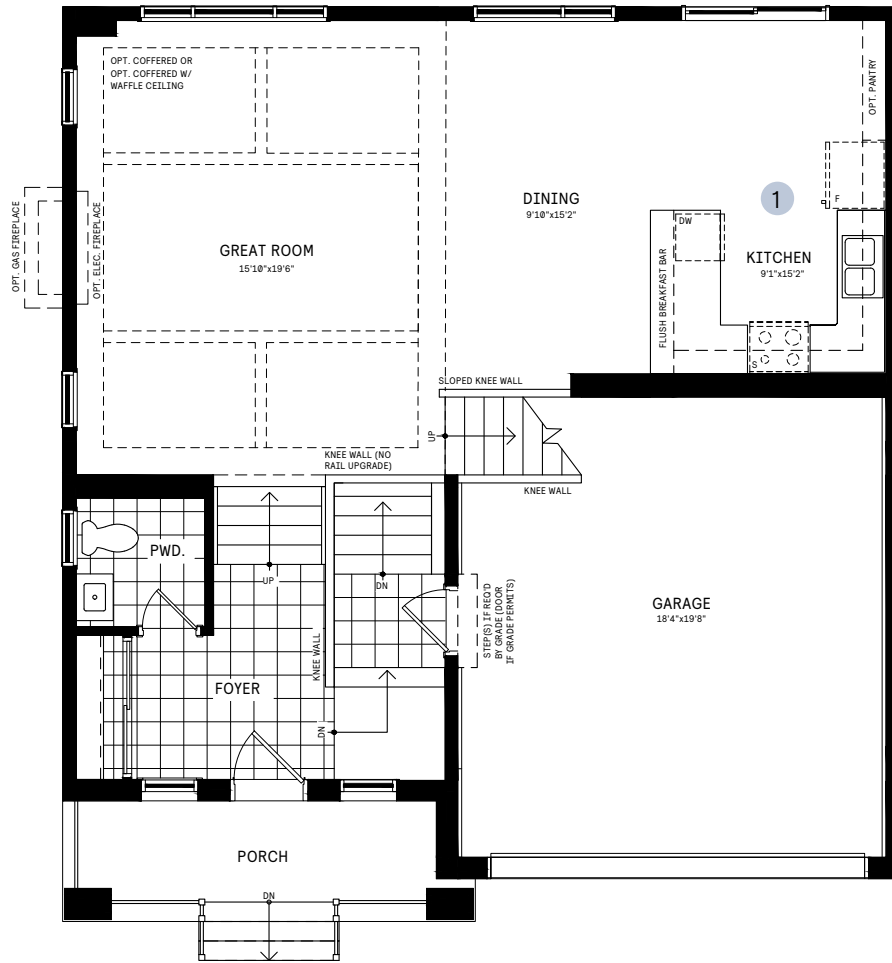 OPT. COFFERED OR
OPT. COFFERED W/
WAFFLE CEILING
OPT. PANTRY
F
1
DINING
9'10"x15'2"
DW
KITCHEN
9'1"x15'2"
FLUSH BREAKFAST BAR
S
OPT. GAS FIREPLACE
OPT. ELEC. FIREPLACE
GREAT ROOM
15'10"x19'6"
SLOPED KNEE WALL
UP
KNEE WALL (NO
RAIL UPGRADE)
KNEE WALL
PWD.
UP
DN
STEP(S) IF REQ'D
BY GRADE (DOOR
IF GRADE PERMITS)
GARAGE
18'4"x19'8"
KNEE WALL
FOYER
DN
PORCH
DN